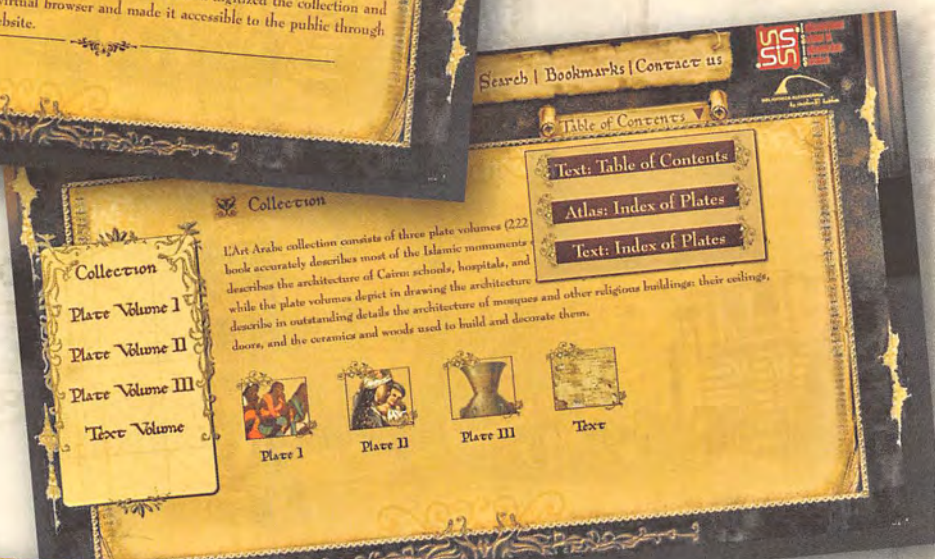 the collection and
virtual browser and made it accessible to the public through
Search | Bookmarks | Contact us
Table of Contents
Text: Table of Contents
Atlas: Index of Plates
Text: Index of Plates
Collection
L'Art Arabe collection consists of three plate volumes (222
book accurately describes most of the Islamic monuments
describes the architecture of Cairo: schools, hospitals, and
while the plate volumes depict in drawing the architecture
describe in outstanding details the architecture of mosques and other religious buildings: their ceilings,
doors, and the ceramics and woods used to build and decorate them.
Collection
Plate Volume I
Plate Volume II
Plate Volume III
Text Volume
Plate I
Plate II
Plate III
Text